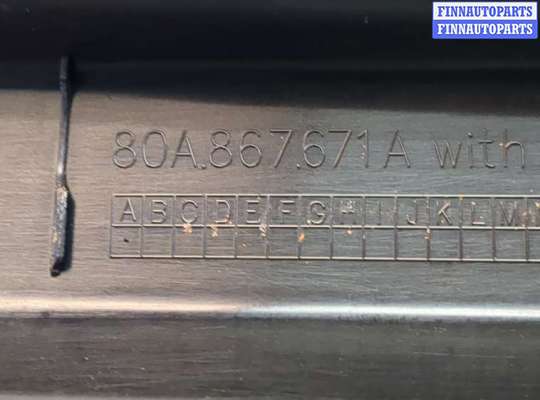 FINNAUTOPARTS
FINNAUTOPARTS
80A.867.671A with
A B C D E F G H I J K L M